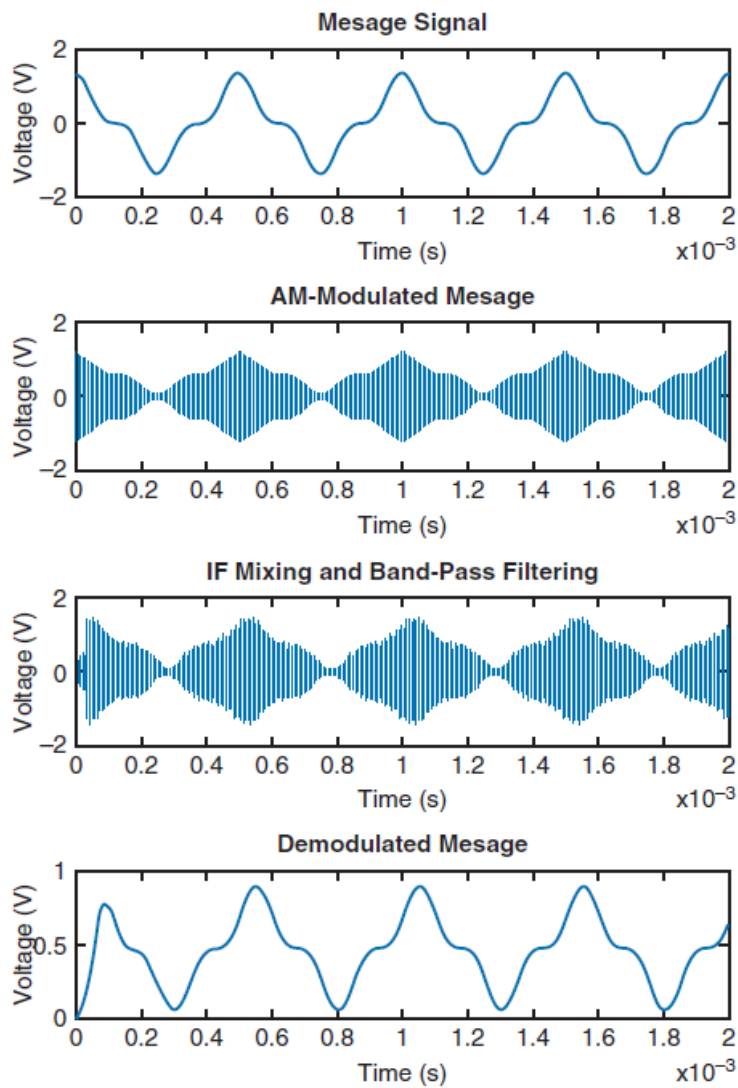 Mesage Signal
2
0
−2
Voltage (V)
0 0.2 0.4 0.6 0.8 1 1.2 1.4 1.6 1.8 2
Time (s)
x10−3
AM-Modulated Mesage
2
0
−2
Voltage (V)
0 0.2 0.4 0.6 0.8 1 1.2 1.4 1.6 1.8 2
Time (s)
x10−3
IF Mixing and Band-Pass Filtering
2
0
−2
Voltage (V)
0 0.2 0.4 0.6 0.8 1 1.2 1.4 1.6 1.8 2
Time (s)
x10−3
Demodulated Mesage
1
0.5
0
Voltage (V)
0 0.2 0.4 0.6 0.8 1 1.2 1.4 1.6 1.8 2
Time (s)
x10−3